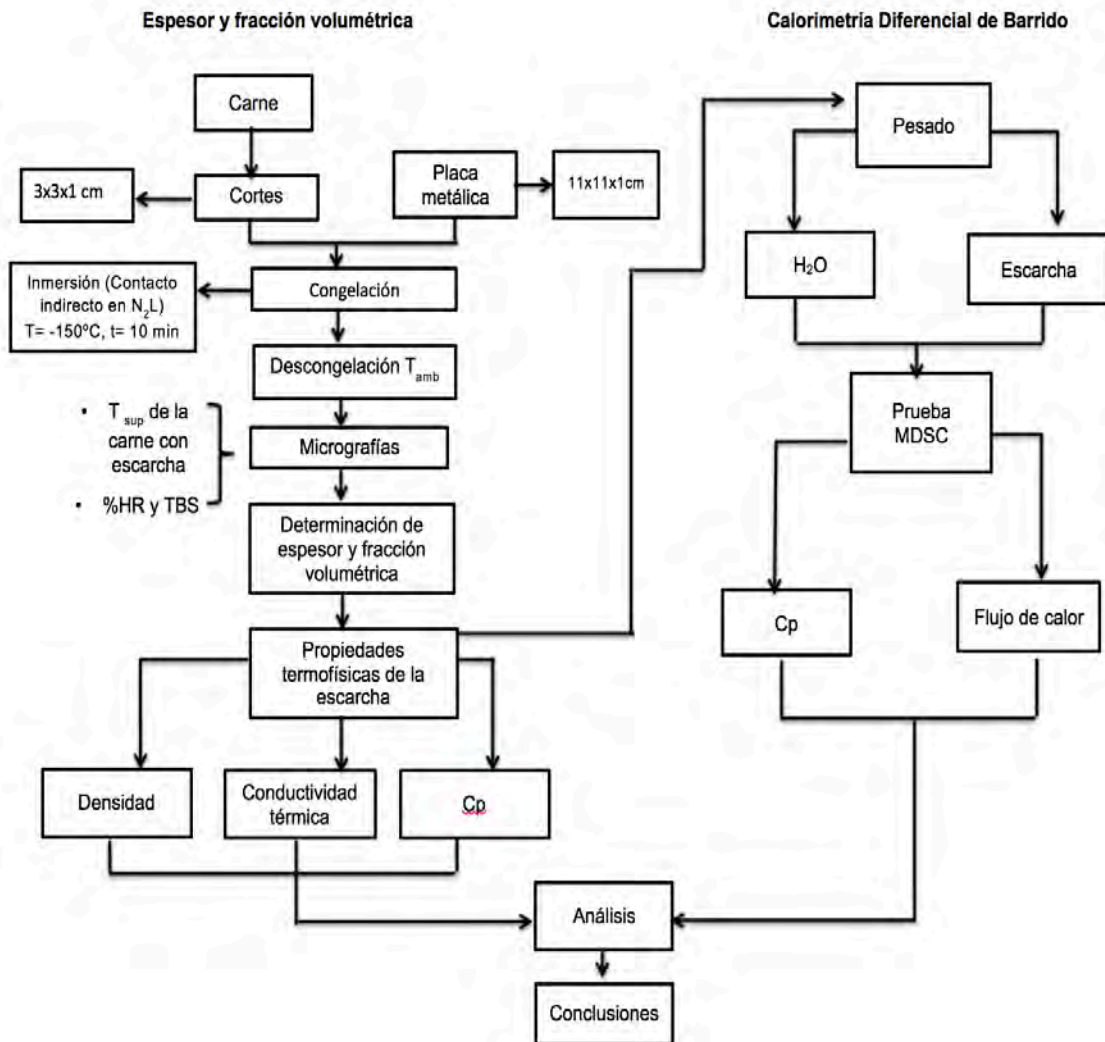 Espesor y fracción volumétrica
Calorimetría Diferencial de Barrido
Carne
3x3x1 cm
Cortes
Placa
metálica
11x11x1cm
Inmersión (Contacto
indirecto en N₂L)
T= -150ºC, t= 10 min
Congelación
Descongelación T amb
• T sup de la
carne con
escarcha
• %HR y TBS
Micrografías
Determinación de
espesor y fracción
volumétrica
Propiedades
termofísicas de la
escarcha
Densidad
Conductividad
térmica
Cp
Pesado
H₂O
Escarcha
Prueba
MDSC
Cp
Flujo de calor
Análisis
Conclusiones